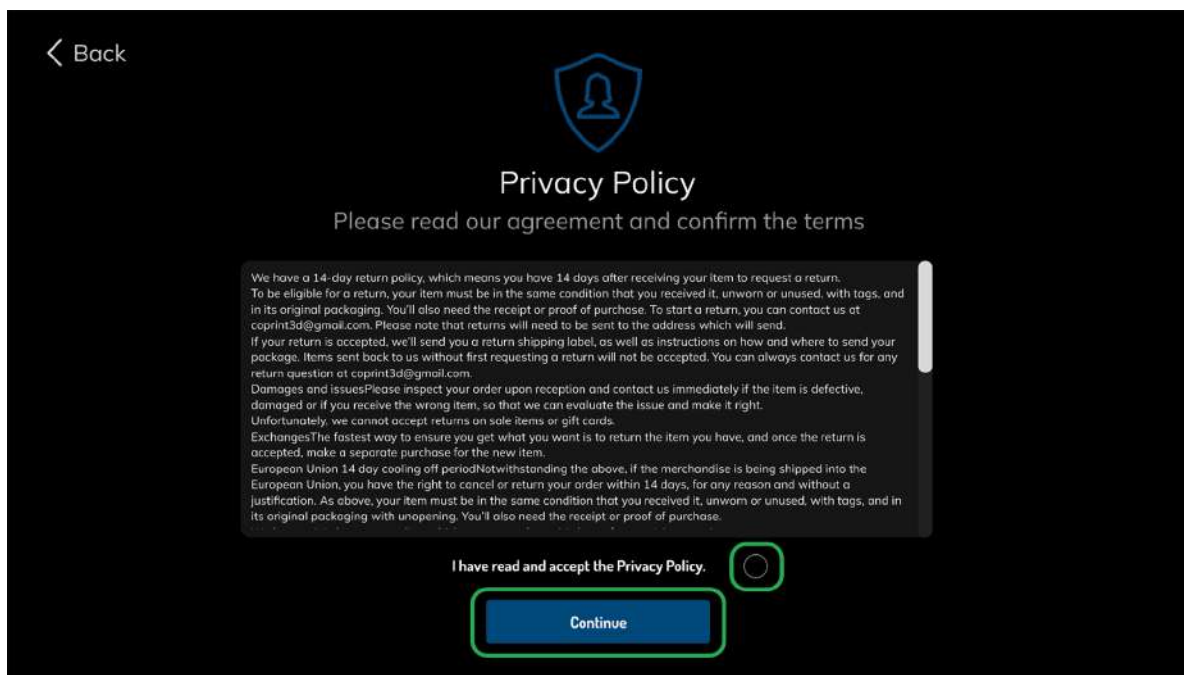 Back
Privacy Policy
Please read our agreement and confirm the terms
We have a 14-day return policy, which means you have 14 days after receiving your item to request a return.
To be eligible for a return, your item must be in the same condition that you received it, unworn or unused, with tags, and
in its original packaging. You'll also need the receipt or proof of purchase. To start a return, you can contact us at
coprint3d@gmail.com. Please note that returns will need to be sent to the address which will send.
If your return is accepted, we'll send you a return shipping label, as well as instructions on how and where to send your
package. Items sent back to us without first requesting a return will not be accepted. You can always contact us for any
return question at coprint3d@gmail.com.
Damages and issuesPlease inspect your order upon reception and contact us immediately if the item is defective,
damaged or if you receive the wrong item, so that we can evaluate the issue and make it right.
Unfortunately, we cannot accept returns on sale items or gift cards.
ExchangesThe fastest way to ensure you get what you want is to return the item you have, and once the return is
accepted, make a separate purchase for the new item.
European Union 14 day cooling off periodNotwithstanding the above, if the merchandise is being shipped into the
European Union, you have the right to cancel or return your order within 14 days, for any reason and without a
justification. As above, your item must be in the same condition that you received it, unworn or unused, with tags, and in
its original packaging with unopening. You'll also need the receipt or proof of purchase.
I have read and accept the Privacy Policy.
Continue